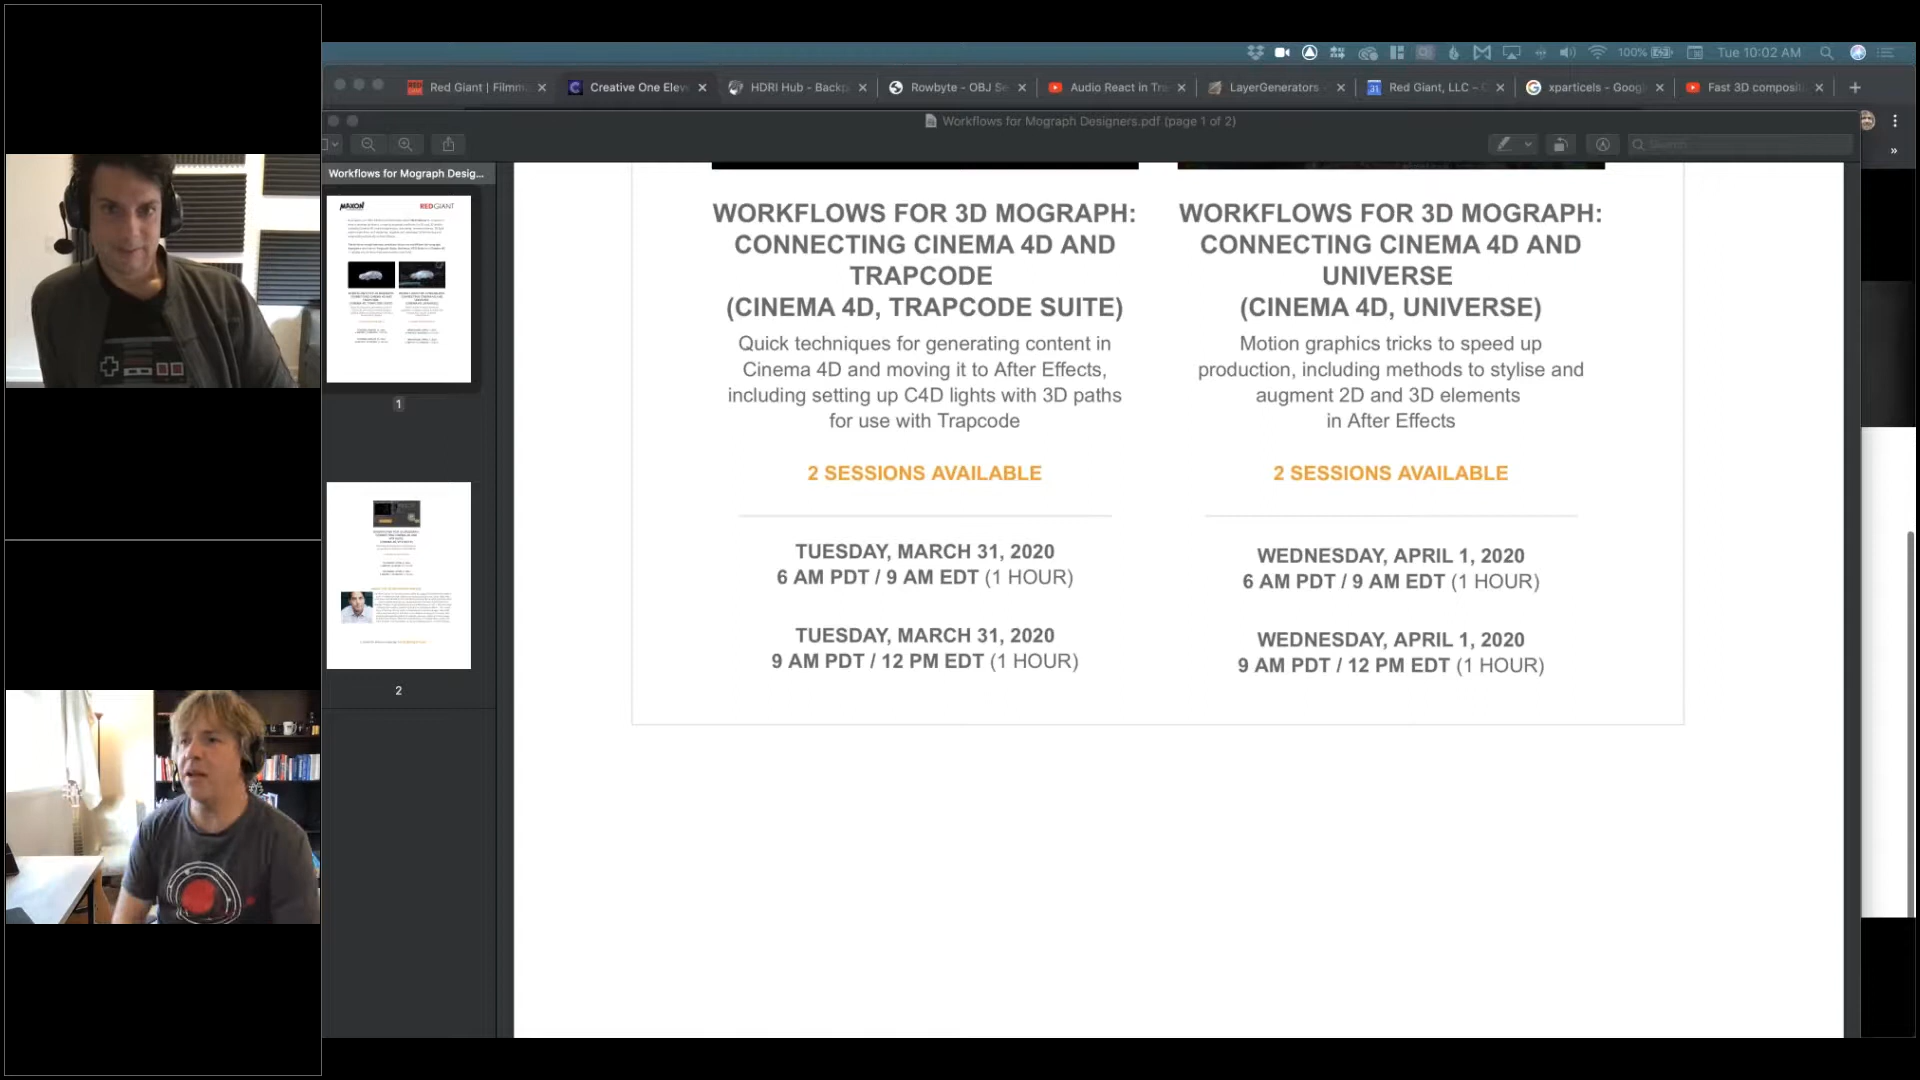 100%
Tue 10:02 AM
Red Giant | Filmm
Creative One Elev
HDRI Hub - Backp
Rowbyte - OBJ Se
Audio React in Tra
LayerGenerators
Red Giant, LLC - C
xparticels - Googl
Fast 3D composit
Workflows for Mograph Designers.pdf (page 1 of 2)
Search
Workflows for Mograph Desig...
MAXON
REDGIANT
1
2
WORKFLOWS FOR 3D MOGRAPH:
CONNECTING CINEMA 4D AND
TRAPCODE
(CINEMA 4D, TRAPCODE SUITE)
Quick techniques for generating content in
Cinema 4D and moving it to After Effects,
including setting up C4D lights with 3D paths
for use with Trapcode
2 SESSIONS AVAILABLE
TUESDAY, MARCH 31, 2020
6 AM PDT / 9 AM EDT (1 HOUR)
TUESDAY, MARCH 31, 2020
9 AM PDT / 12 PM EDT (1 HOUR)
WORKFLOWS FOR 3D MOGRAPH:
CONNECTING CINEMA 4D AND
UNIVERSE
(CINEMA 4D, UNIVERSE)
Motion graphics tricks to speed up
production, including methods to stylise and
augment 2D and 3D elements
in After Effects
2 SESSIONS AVAILABLE
WEDNESDAY, APRIL 1, 2020
6 AM PDT / 9 AM EDT (1 HOUR)
WEDNESDAY, APRIL 1, 2020
9 AM PDT / 12 PM EDT (1 HOUR)